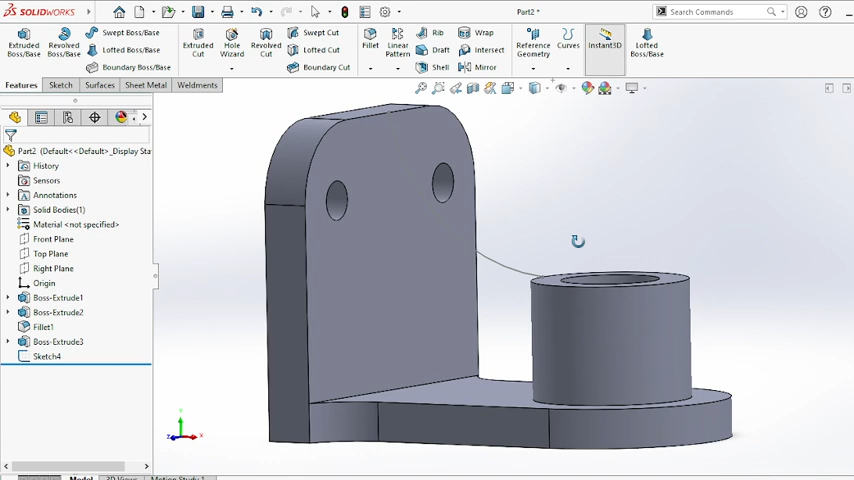 SOLIDWORKS
Part2 *
Search Commands
Extruded Boss/Base
Revolved Boss/Base
Swept Boss/Base
Lofted Boss/Base
Boundary Boss/Base
Extruded Cut
Hole Wizard
Revolved Cut
Swept Cut
Lofted Cut
Boundary Cut
Fillet
Linear Pattern
Rib
Draft
Shell
Wrap
Intersect
Mirror
Reference Geometry
Curves
Instant3D
Lofted Boss/Base
Features
Sketch
Surfaces
Sheet Metal
Weldments
Part2 (Default<<Default>_Display Sta
History
Sensors
Annotations
Solid Bodies(1)
Material <not specified>
Front Plane
Top Plane
Right Plane
Origin
Boss-Extrude1
Boss-Extrude2
Fillet1
Boss-Extrude3
Sketch4
Y
X
Z
Model
3D Views
Motion Study 1